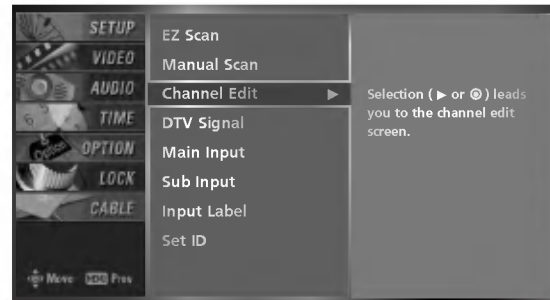 SETUP
VIDEO
AUDIO
TIME
OPTION
LOCK
CABLE
Move Prev
EZ Scan
Manual Scan
Channel Edit ▶
DTV Signal
Main Input
Sub Input
Input Label
Set ID
Selection ( ▶ or ◉ ) leads
you to the channel edit
screen.